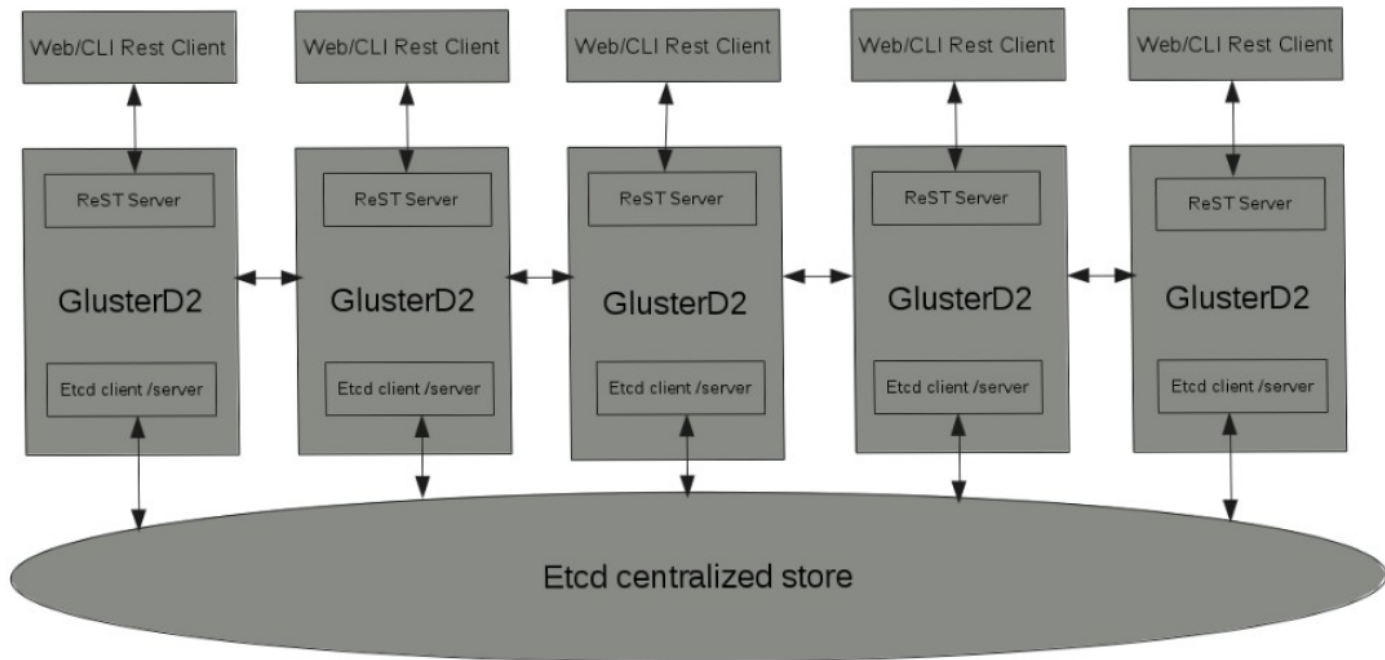 Web/CLI Rest Client
Web/CLI Rest Client
Web/CLI Rest Client
Web/CLI Rest Client
Web/CLI Rest Client
ReST Server
ReST Server
ReST Server
ReST Server
ReST Server
GlusterD2
GlusterD2
GlusterD2
GlusterD2
GlusterD2
Etcd client /server
Etcd client /server
Etcd client /server
Etcd client /server
Etcd client /server
Etcd centralized store